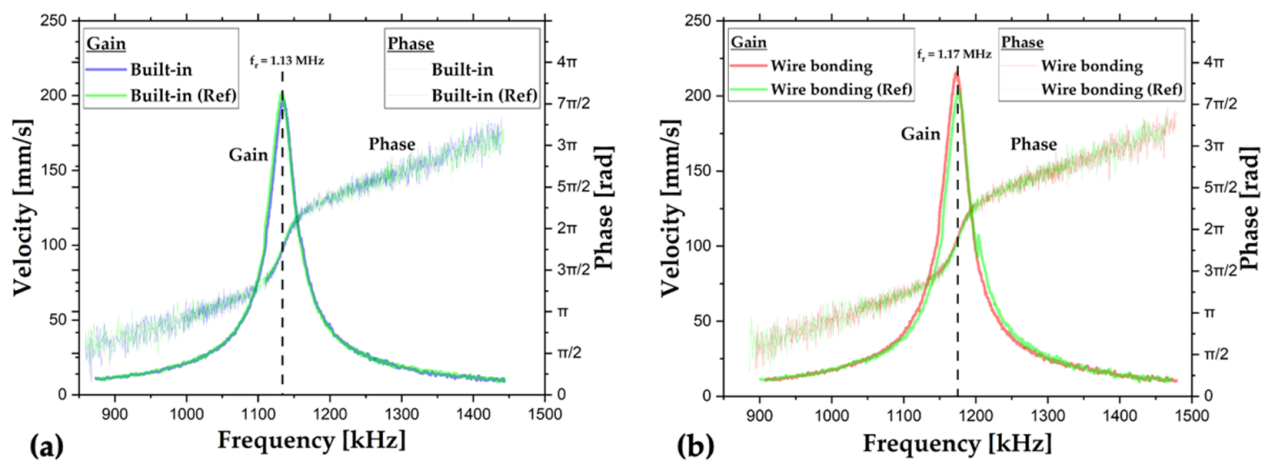 250
200
150
100
50
0
Velocity [mm/s]
Gain
Built-in
Built-in (Ref)
f_r = 1.13 MHz
Phase
Built-in
Built-in (Ref)
Gain
Phase
4π
7π/2
3π
5π/2
2π
3π/2
π
π/2
0
Phase [rad]
900 1000 1100 1200 1300 1400 1500
(a) Frequency [kHz]
250
200
150
100
50
0
Velocity [mm/s]
Gain
Wire bonding
Wire bonding (Ref)
f_r = 1.17 MHz
Phase
Wire bonding
Wire bonding (Ref)
Gain
Phase
4π
7π/2
3π
5π/2
2π
3π/2
π
π/2
0
Phase [rad]
900 1000 1100 1200 1300 1400 1500
(b) Frequency [kHz]